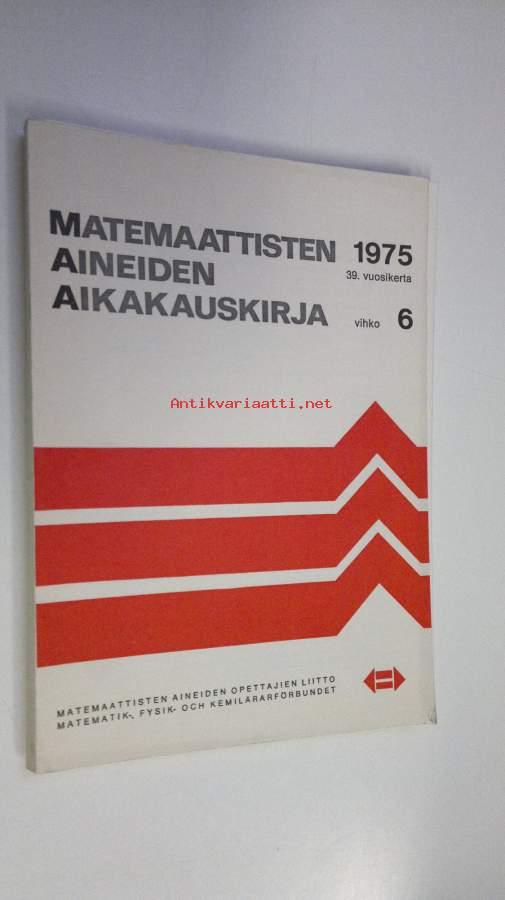 MATEMAATTISTEN 1975
39. vuosikerta
AINEIDEN
AIKAKAUSKIRJA vihko 6
Antikvariaatti.net
MATEMAATTISTEN AINEIDEN OPETTAJIEN LIITTO
MATEMATIK-, FYSIK- OCH KEMILÄRARFÖRBUNDET